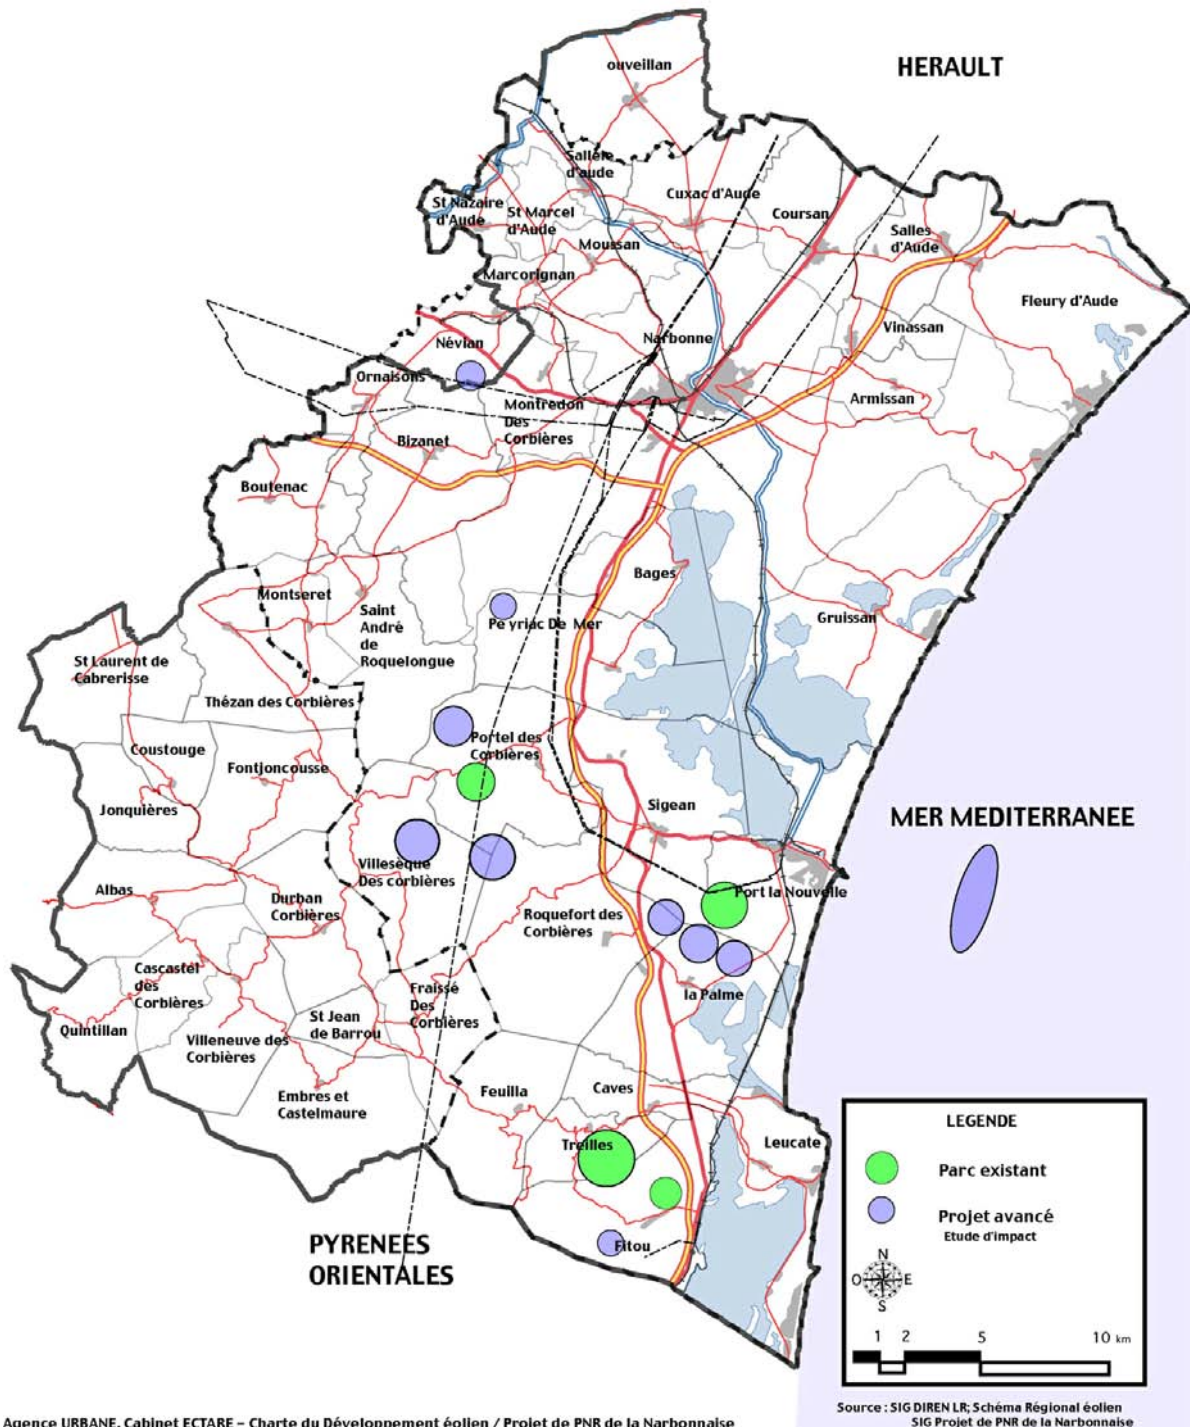 HERAULT
ouveillan
Sallèle
d'aude
Cuxac d'Aude
St Nazaire
d'Aude
St Marcel
d'Aude
Coursan
Salles
d'Aude
Moussan
Marcorignan
Fleury d'Aude
Vinassan
Névian
Narbonne
Ornaisons
Armissan
Montredon
Des
Corbières
Bizanet
Boutenac
Bages
Montseret
Saint
André
de
Roquelongue
Pe yriac De Mer
Gruissan
St Laurent de
Cabrerisse
Thézan des Corbières
Portel des
Corbières
Coustouge
Fontjoncousse
Jonquières
Sigean
MER MEDITERRANEE
Villesèque
Des corbières
Albas
Durban
Corbières
Port la Nouvelle
Roquefort des
Corbières
Cascastel
des
Corbières
Fraissé
Des
Corbières
la Palme
Quintillan
St Jean
de Barrou
Villeneuve des
Corbières
Feuilla
Caves
Embres et
Castelmaure
Treilles
Leucate
Fitou
PYRENEES
ORIENTALES
LEGENDE
Parc existant
Projet avancé
Etude d'impact
N
O E
S
1 2 5 10 km
Agence URBANE, Cabinet ECTARE – Charte du Développement éolien / Projet de PNR de la Narbonnaise
Source : SIG DIREN LR; Schéma Régional éolien
SIG Projet de PNR de la Narbonnaise